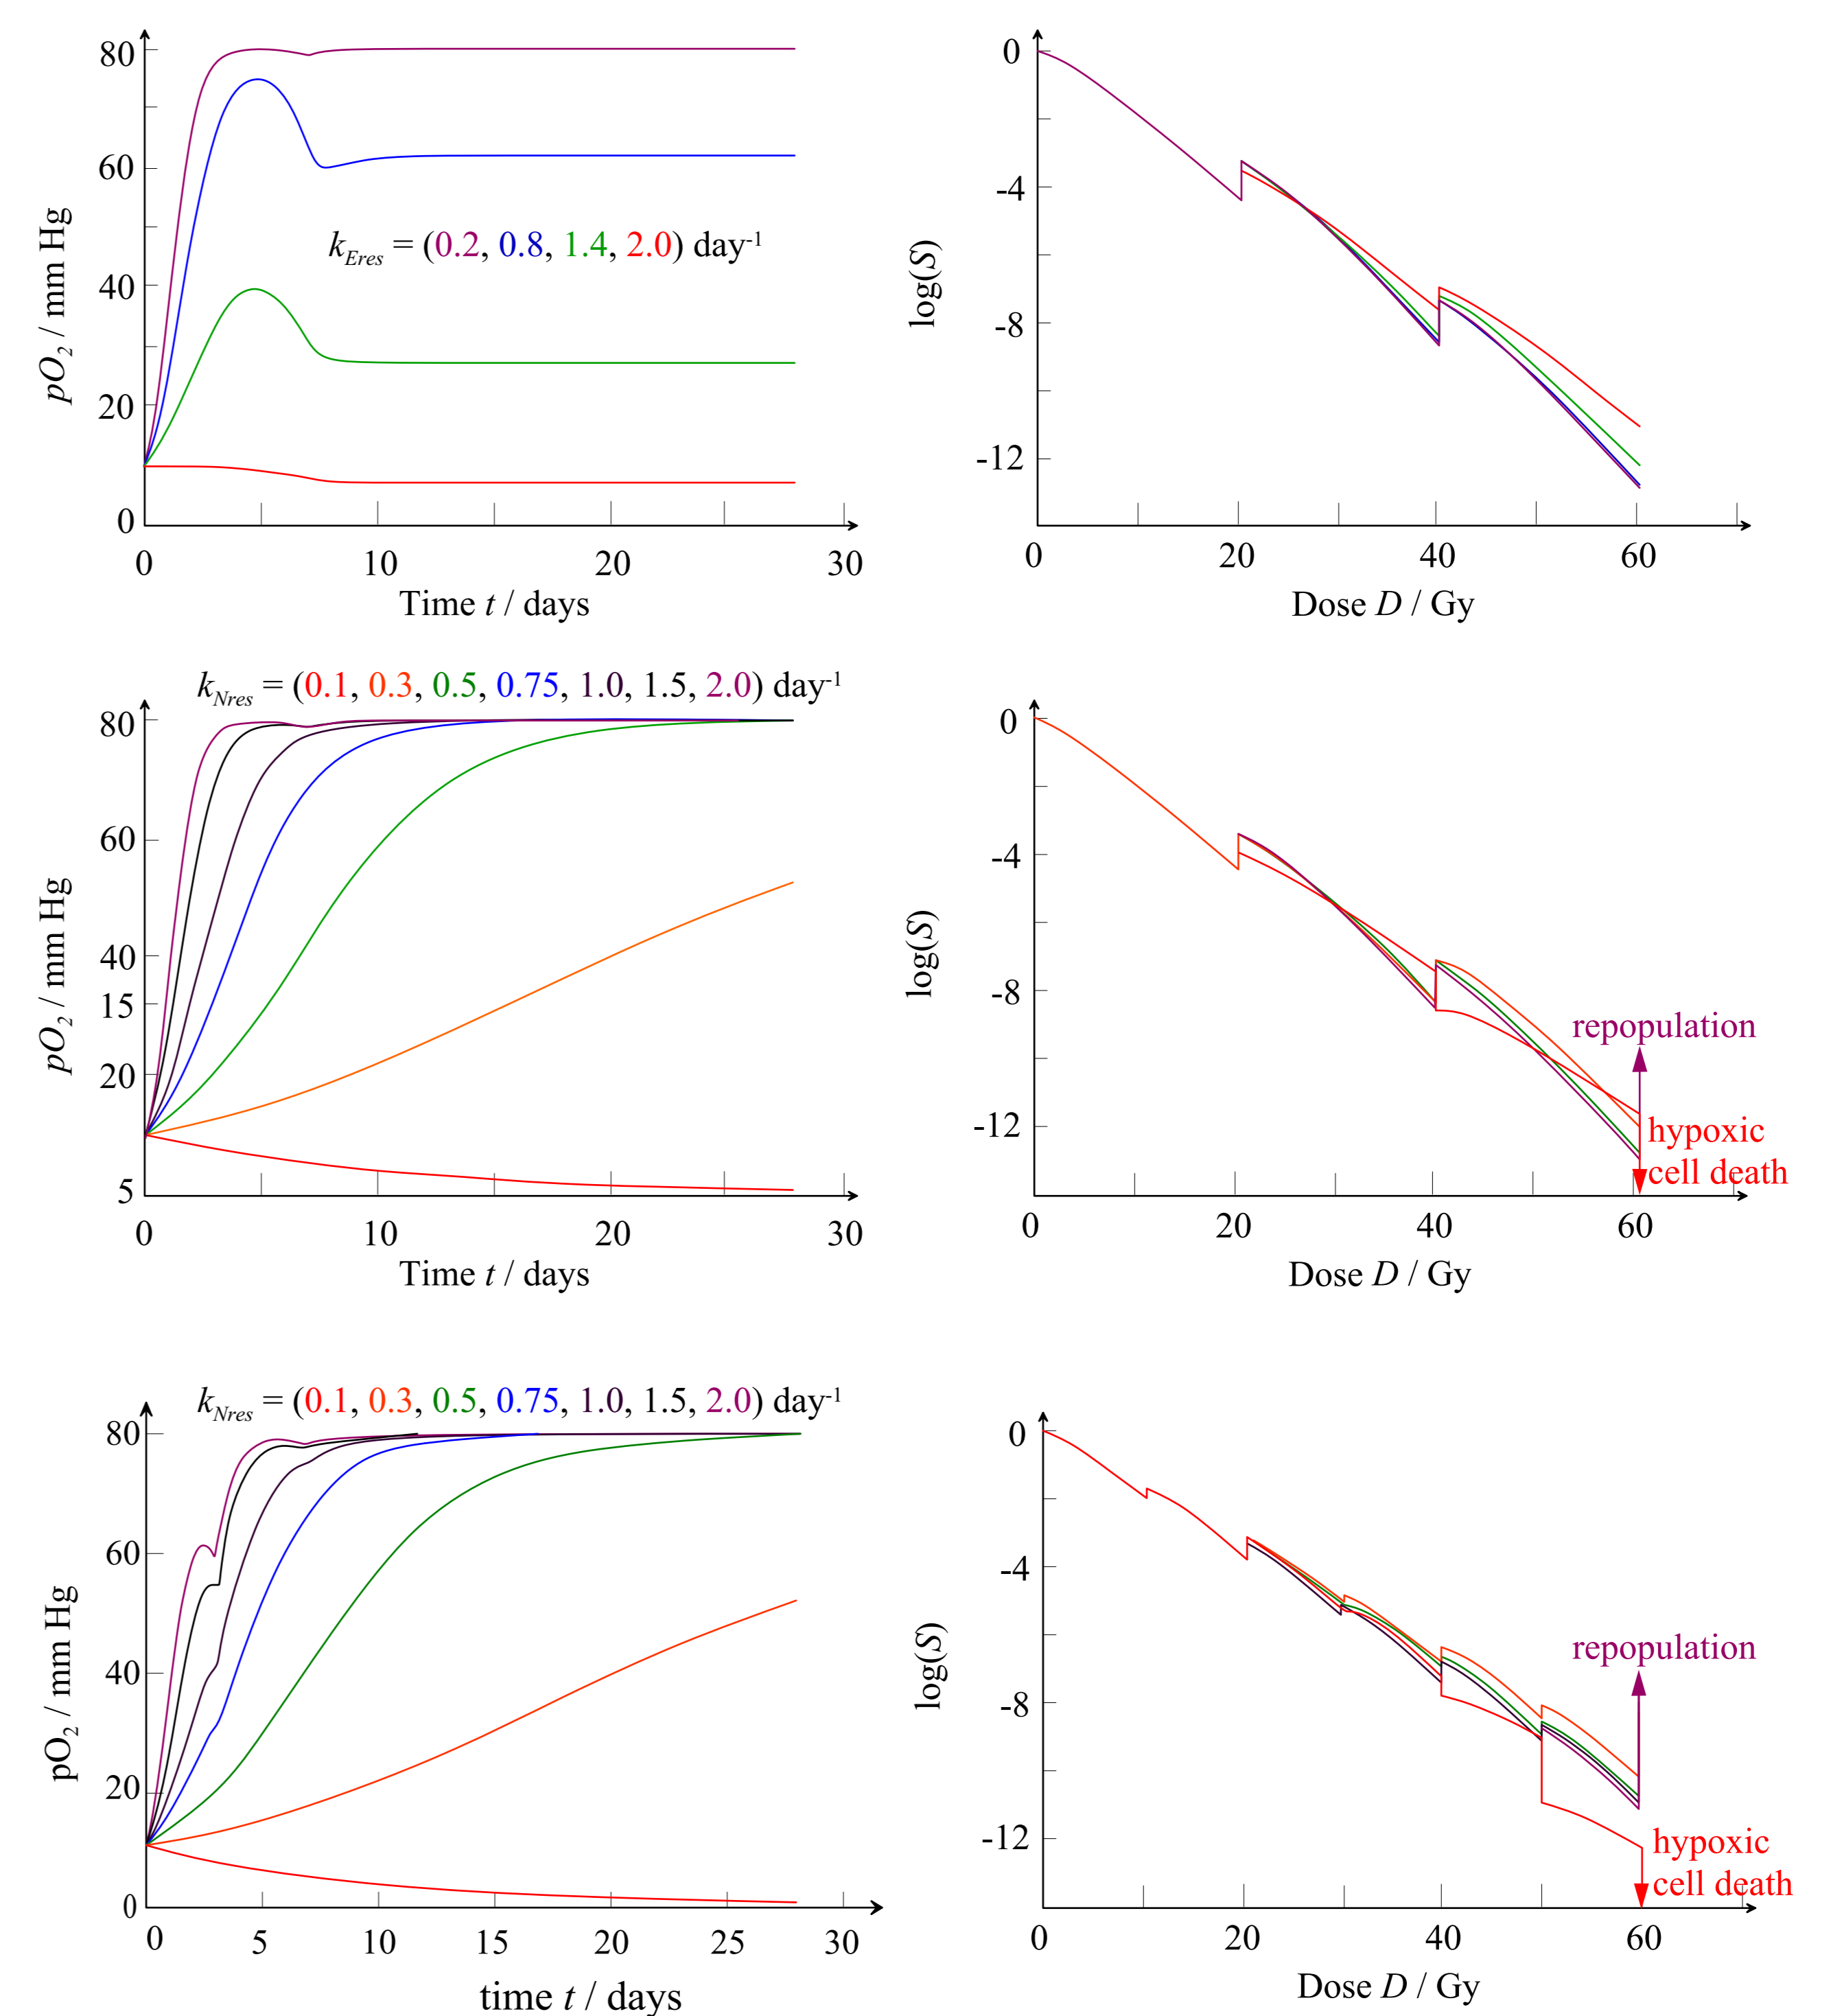 80
60
40
20
0
pO2 / mm Hg
kEres = (0.2, 0.8, 1.4, 2.0) day-1
0 10 20 30
Time t / days
0
-4
-8
-12
log(S)
0 20 40 60
Dose D / Gy
kNres = (0.1, 0.3, 0.5, 0.75, 1.0, 1.5, 2.0) day-1
80
60
40
15
20
5
pO2 / mm Hg
0 10 20 30
Time t / days
0
-4
-8
-12
log(S)
repopulation
hypoxic
cell death
0 20 40 60
Dose D / Gy
kNres = (0.1, 0.3, 0.5, 0.75, 1.0, 1.5, 2.0) day-1
80
60
40
20
0
pO2 / mm Hg
0 5 10 15 20 25 30
time t / days
0
-4
-8
-12
log(S)
repopulation
hypoxic
cell death
0 20 40 60
Dose D / Gy